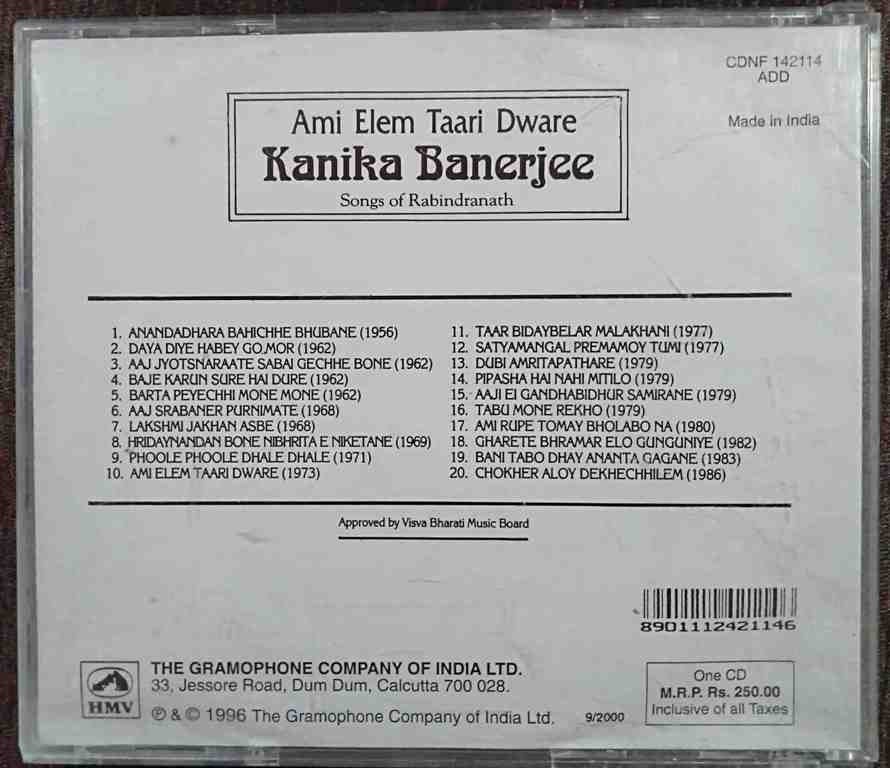 CDNF 142114
ADD
Made in India
Ami Elem Taari Dware
Kanika Banerjee
Songs of Rabindranath
1. ANANDADHARA BAHICHHE BHUBANE (1956)
2. DAYA DIYE HABEY GO.MOR (1962)
3. AAJ JYOTSNARAATE SABAI GECHHE BONE (1962)
4. BAJE KARUN SURE HAI DURE (1962)
5. BARTA PEYECHHI MONE MONE (1962)
6. AAJ SRABANER PURNIMATE (1968)
7. LAKSHMI JAKHAN ASBE (1968)
8. HRIDAYNANDAN BONE NIBHRITA E NIKETANE (1969)
9. PHOOLE PHOOLE DHALE DHALE (1971)
10. AMI ELEM TAARI DWARE (1973)
11. TAAR BIDAYBELAR MALAKHANI (1977)
12. SATYAMANGAL PREMAMOY TUMI (1977)
13. DUBI AMRITAPATHARE (1979)
14. PIPASHA HAI NAHI MITILO (1979)
15. AAJI EI GANDHABIDHUR SAMIRANE (1979)
16. TABU MONE REKHO (1979)
17. AMI RUPE TOMAY BHOLABO NA (1980)
18. GHARETE BHRAMAR ELO GUNGUNIYE (1982)
19. BANI TABO DHAY ANANTA GAGANE (1983)
20. CHOKHER ALOY DEKHECHHILEM (1986)
Approved by Visva Bharati Music Board
8901112421146
HMV
THE GRAMOPHONE COMPANY OF INDIA LTD.
33, Jessore Road, Dum Dum, Calcutta 700 028.
℗ & © 1996 The Gramophone Company of India Ltd.
9/2000
One CD
M.R.P. Rs. 250.00
Inclusive of all Taxes